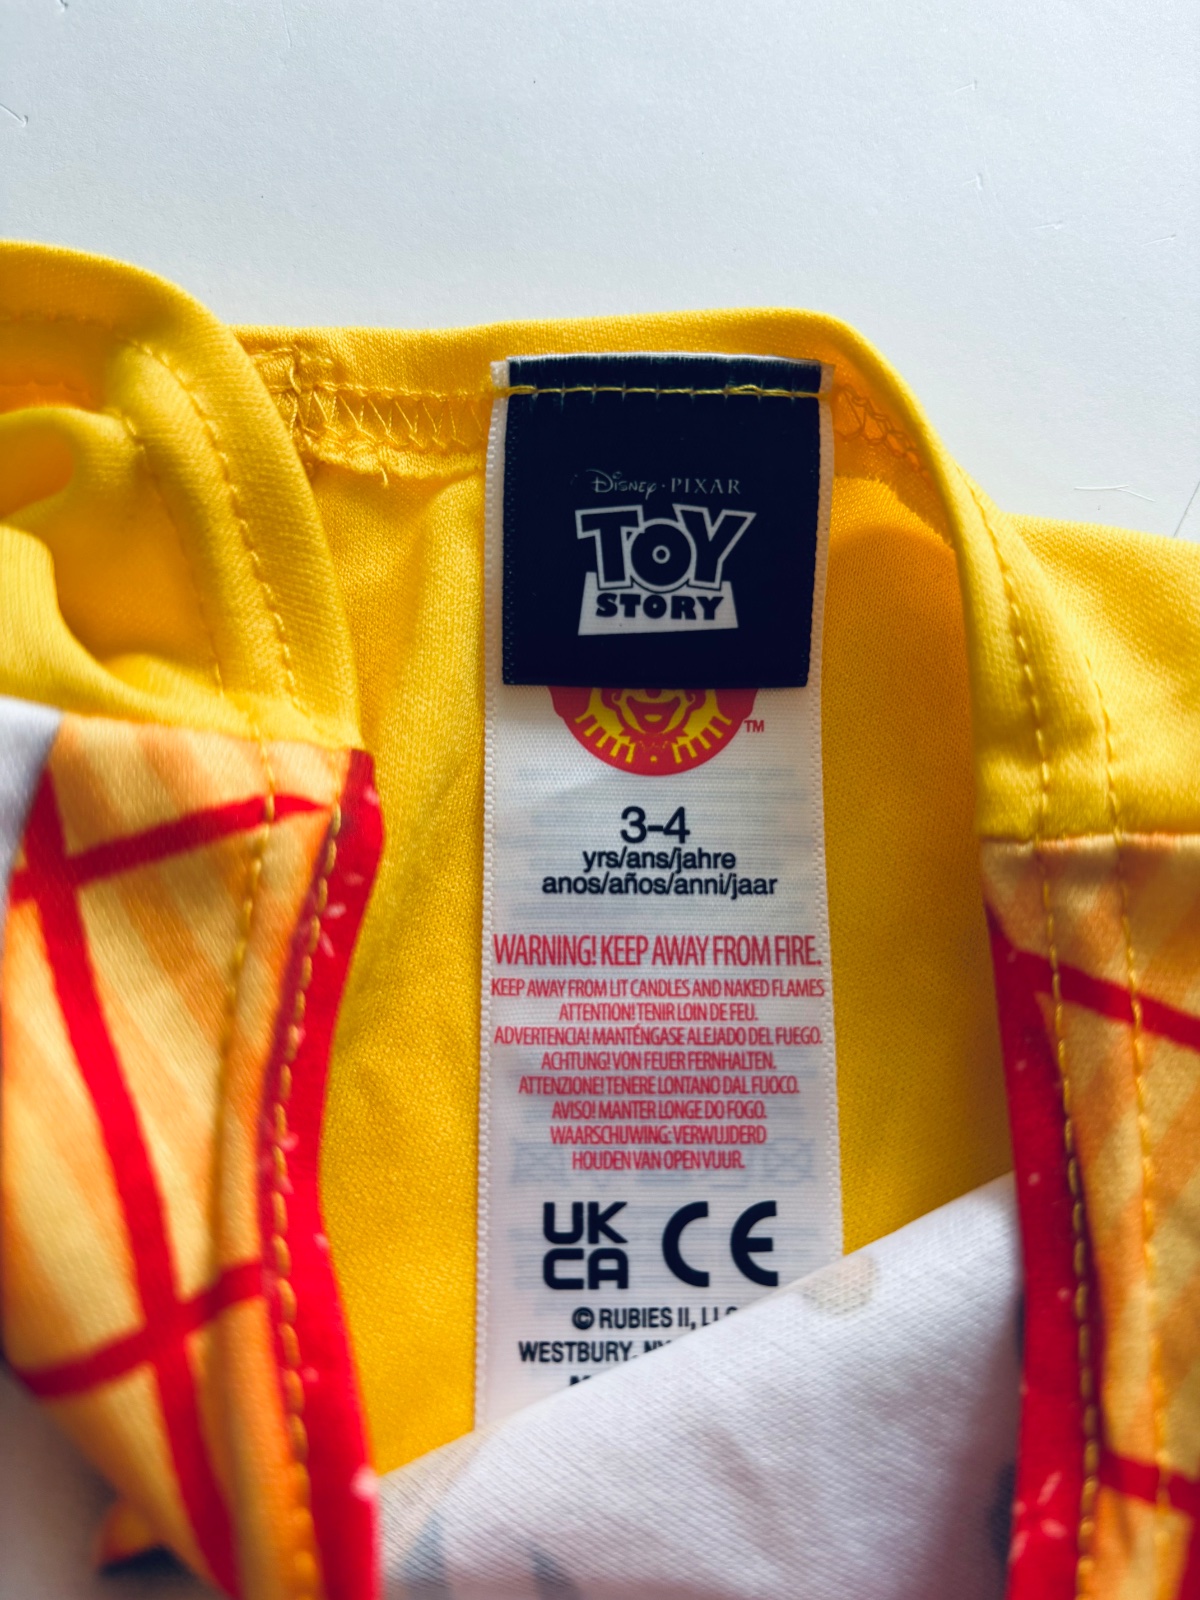 Disney · PIXAR
TOY
STORY
TM
3-4
yrs/ans/jahre
anos/años/anni/jaar
WARNING! KEEP AWAY FROM FIRE.
KEEP AWAY FROM LIT CANDLES AND NAKED FLAMES
ATTENTION! TENIR LOIN DE FEU.
ADVERTENCIA! MANTÉNGASE ALEJADO DEL FUEGO.
ACHTUNG! VON FEUER FERNHALTEN.
ATTENZIONE! TENERE LONTANO DAL FUOCO.
AVISO! MANTER LONGE DO FOGO.
WAARSCHUWING: VERWIJDERD
HOUDEN VAN OPEN VUUR.
UK CE
CA
© RUBIES II,
WESTBURY,